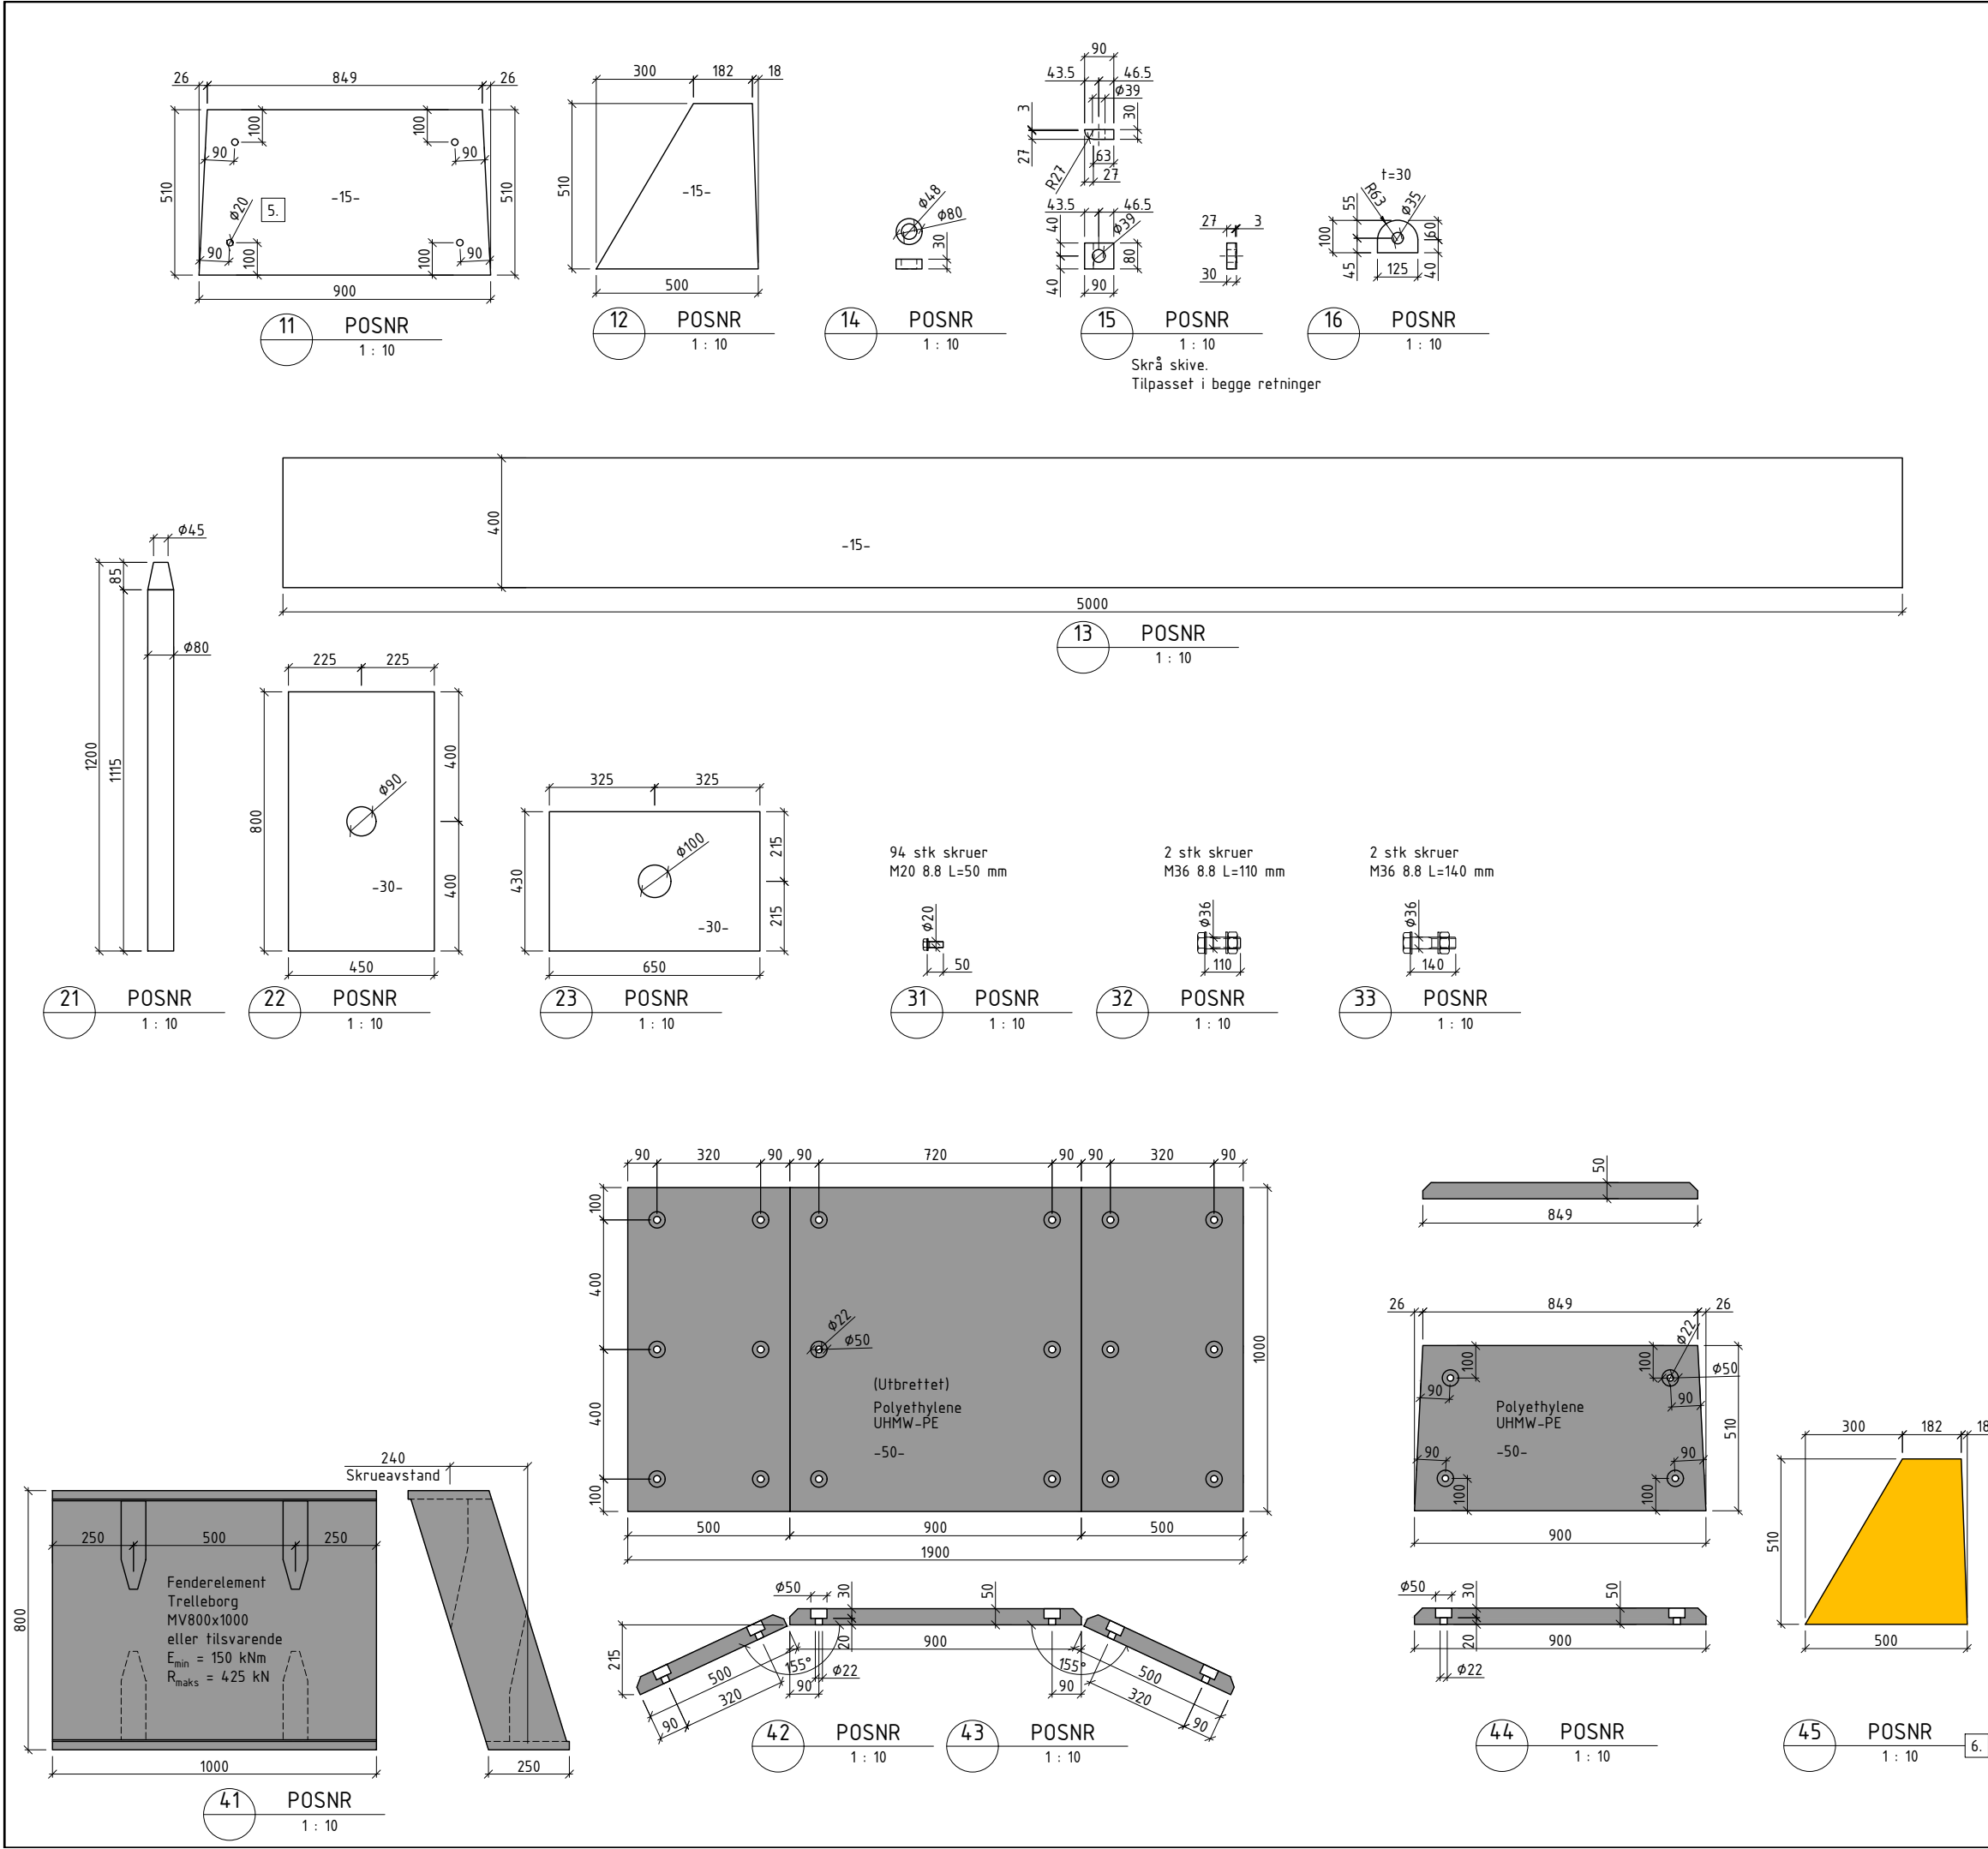 26 849 26
510
510
100
100
90
90
ø20
5.
-15-
90
100
100
90
900
11 POSNR
1 : 10
300 182 18
510
-15-
500
12 POSNR
1 : 10
ø48
ø80
30
14 POSNR
1 : 10
90
43.5 46.5
ø39
3
30
27
63
27
R27
43.5 46.5
40
ø39
80
40
90
27 3
30
15 POSNR
1 : 10
Skrå skive.
Tilpasset i begge retninger
t=30
R63
ø35
55
100
60
45
125
40
16 POSNR
1 : 10
400
-15-
5000
13 POSNR
1 : 10
ø45
85
1200
1115
ø80
21 POSNR
1 : 10
225 225
800
400
ø90
-30-
400
450
22 POSNR
1 : 10
325 325
430
215
ø100
-30-
215
650
23 POSNR
1 : 10
94 stk skruer
M20 8.8 L=50 mm
ø20
50
31 POSNR
1 : 10
2 stk skruer
M36 8.8 L=110 mm
ø36
110
32 POSNR
1 : 10
2 stk skruer
M36 8.8 L=140 mm
ø36
140
33 POSNR
1 : 10
800
250 500 250
Fenderelement
Trelleborg
MV800x1000
eller tilsvarende
Emin = 150 kNm
Rmaks = 425 kN
1000
240
Skrueavstand
250
41 POSNR
1 : 10
90 320 90 90 720 90 90 320 90
100
400
400
100
1000
ø22
ø50
(Utbrettet)
Polyethylene
UHMW-PE
-50-
500 900 500
1900
ø50
30
50
215
20
900
155°
155°
500
320
90
ø22
90
90
500
320
90
42 POSNR
1 : 10
43 POSNR
1 : 10
50
849
26 849 26
ø22
100
100
ø50
90
90
Polyethylene
UHMW-PE
-50-
510
90
90
100
100
900
ø50
30
50
20
900
ø22
44 POSNR
1 : 10
300 182 18
510
500
45 POSNR
1 : 10
6.